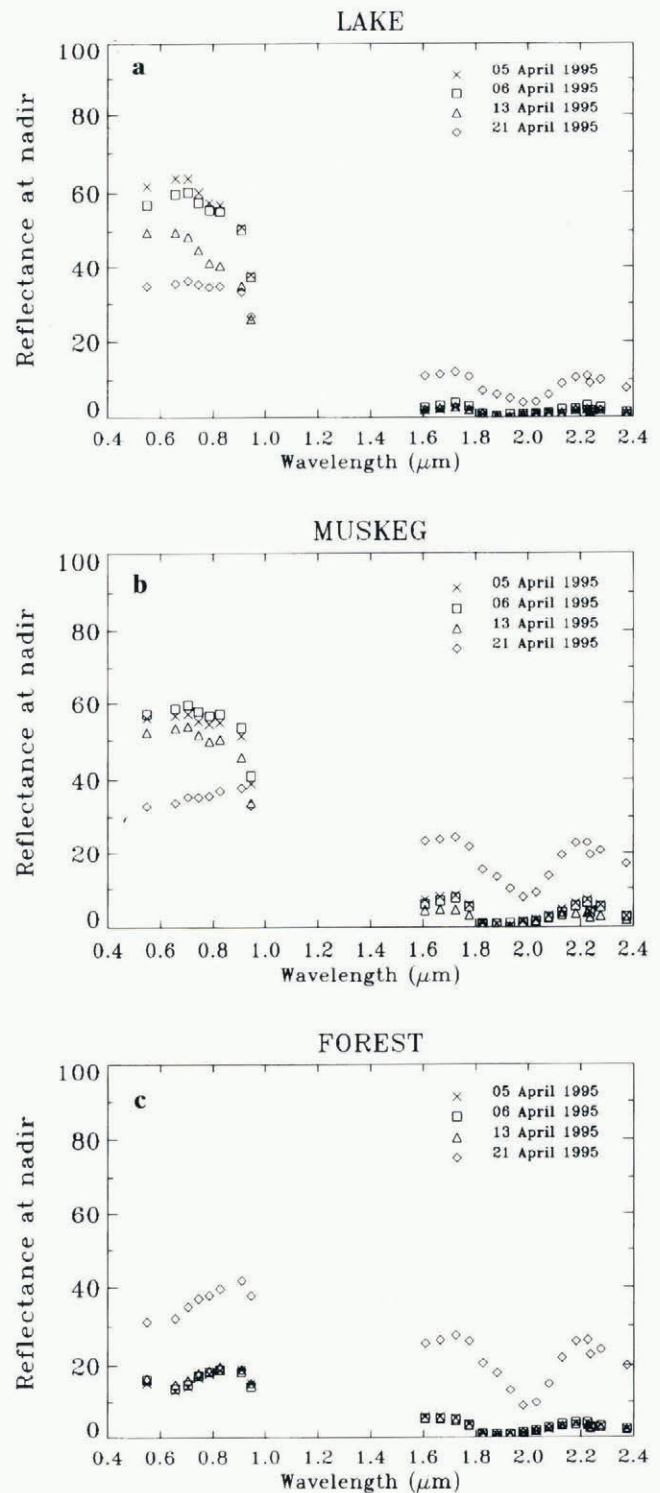 LAKE
a
× 05 April 1995
□ 06 April 1995
△ 13 April 1995
◇ 21 April 1995
Reflectance at nadir
100
80
60
40
20
0
0.4 0.6 0.8 1.0 1.2 1.4 1.6 1.8 2.0 2.2 2.4
Wavelength (μm)
MUSKEG
b
× 05 April 1995
□ 06 April 1995
△ 13 April 1995
◇ 21 April 1995
Reflectance at nadir
100
80
60
40
20
0
0.4 0.6 0.8 1.0 1.2 1.4 1.6 1.8 2.0 2.2 2.4
Wavelength (μm)
FOREST
c
× 05 April 1995
□ 06 April 1995
△ 13 April 1995
◇ 21 April 1995
Reflectance at nadir
100
80
60
40
20
0
0.4 0.6 0.8 1.0 1.2 1.4 1.6 1.8 2.0 2.2 2.4
Wavelength (μm)